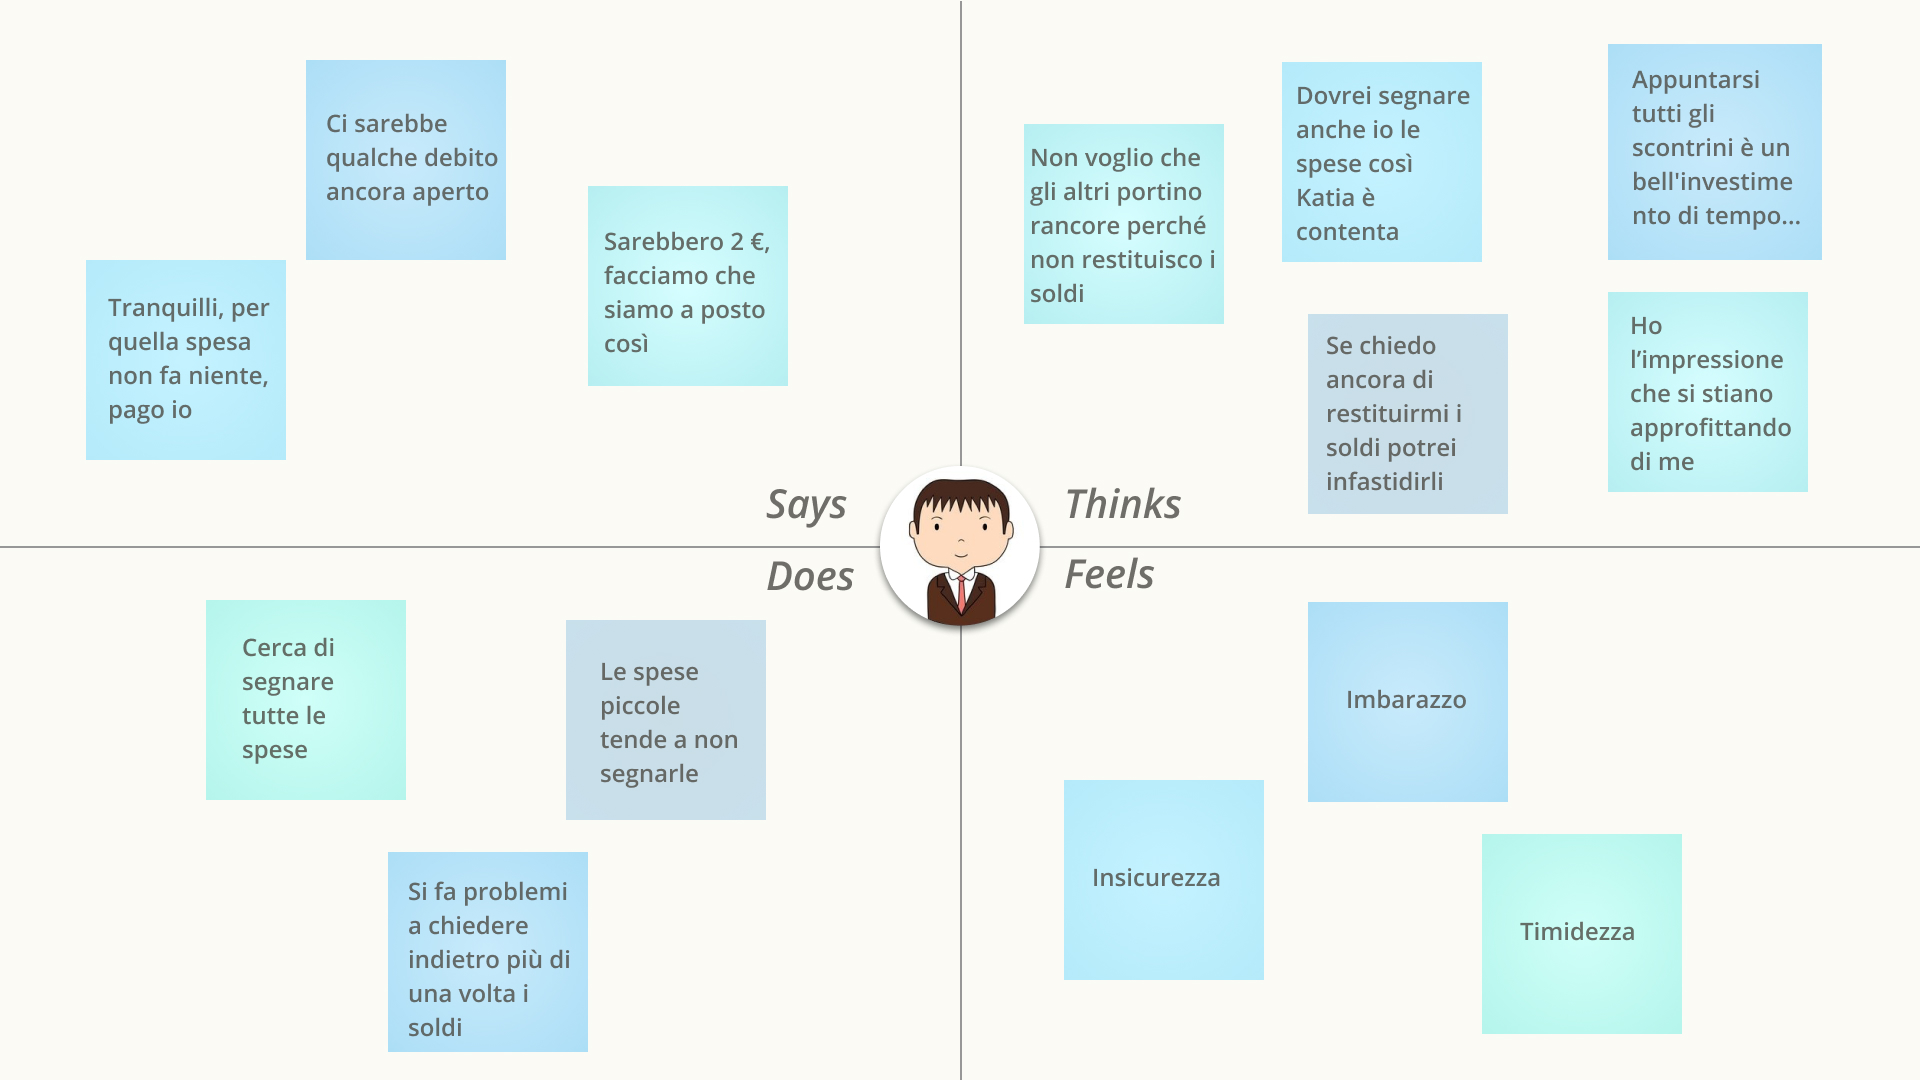 Ci sarebbe
qualche debito
ancora aperto
Sarebbero 2 €,
facciamo che
siamo a posto
così
Tranquilli, per
quella spesa
non fa niente,
pago io
Says
Non voglio che
gli altri portino
rancore perché
non restituisco i
soldi
Dovrei segnare
anche io le
spese così
Katia è
contenta
Appuntarsi
tutti gli
scontrini è un
bell'investime
nto di tempo...
Se chiedo
ancora di
restituirmi i
soldi potrei
infastidirli
Ho
l’impressione
che si stiano
approfittando
di me
Thinks
Does
Cerca di
segnare
tutte le
spese
Le spese
piccole
tende a non
segnarle
Si fa problemi
a chiedere
indietro più di
una volta i
soldi
Feels
Imbarazzo
Insicurezza
Timidezza